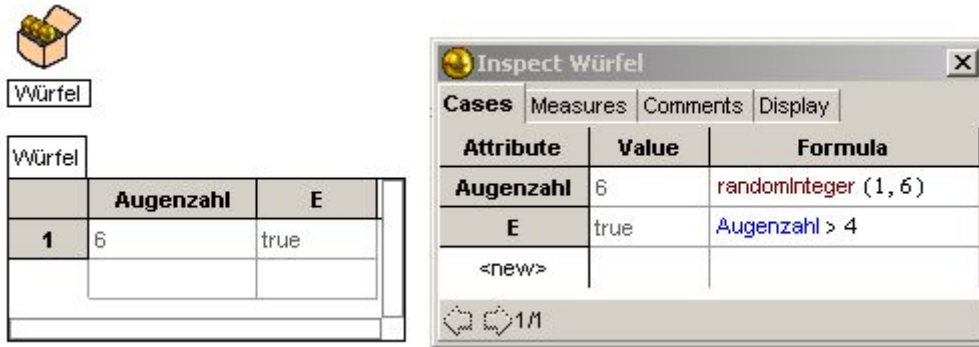 Würfel
Würfel
Augenzahl E
1 6 true
Inspect Würfel
Cases Measures Comments Display
Attribute Value Formula
Augenzahl 6 randomInteger (1, 6)
E true Augenzahl > 4
<new>
1/1